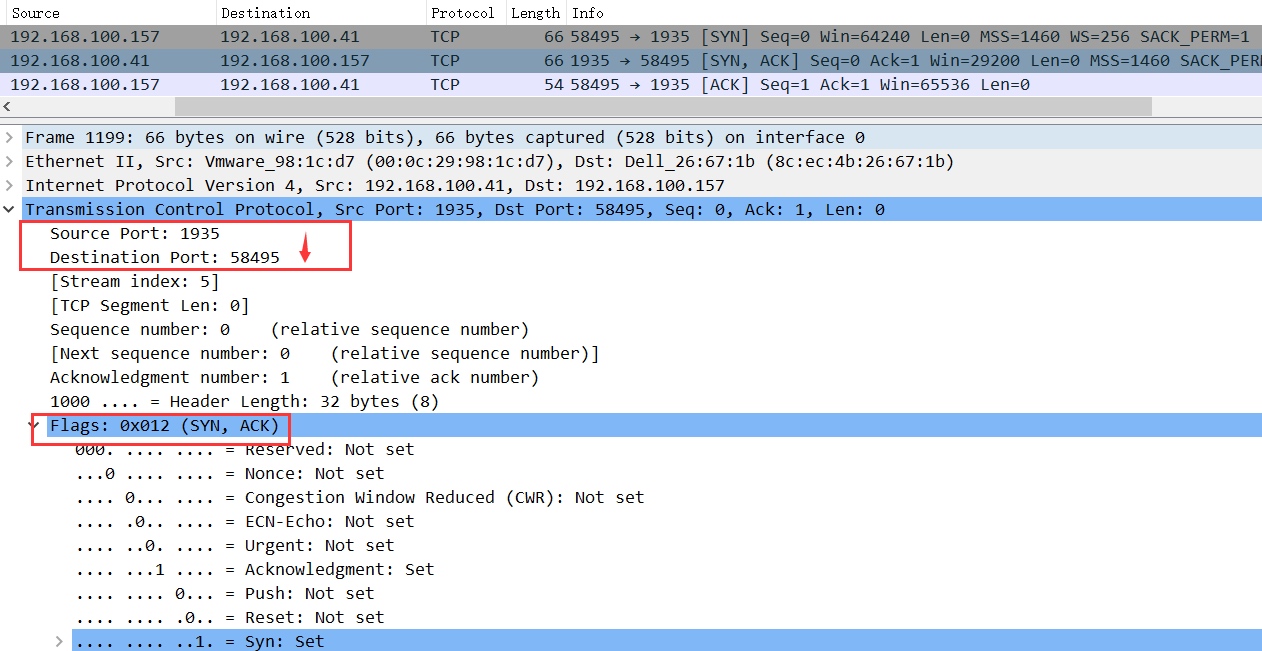 Source Destination Protocol Length Info
192.168.100.157 192.168.100.41 TCP 66 58495 → 1935 [SYN] Seq=0 Win=64240 Len=0 MSS=1460 WS=256 SACK_PERM=1
192.168.100.41 192.168.100.157 TCP 66 1935 → 58495 [SYN, ACK] Seq=0 Ack=1 Win=29200 Len=0 MSS=1460 SACK_PER
192.168.100.157 192.168.100.41 TCP 54 58495 → 1935 [ACK] Seq=1 Ack=1 Win=65536 Len=0
Frame 1199: 66 bytes on wire (528 bits), 66 bytes captured (528 bits) on interface 0
Ethernet II, Src: Vmware_98:1c:d7 (00:0c:29:98:1c:d7), Dst: Dell_26:67:1b (8c:ec:4b:26:67:1b)
Internet Protocol Version 4, Src: 192.168.100.41, Dst: 192.168.100.157
Transmission Control Protocol, Src Port: 1935, Dst Port: 58495, Seq: 0, Ack: 1, Len: 0
Source Port: 1935
Destination Port: 58495
[Stream index: 5]
[TCP Segment Len: 0]
Sequence number: 0 (relative sequence number)
[Next sequence number: 0 (relative sequence number)]
Acknowledgment number: 1 (relative ack number)
1000 .... = Header Length: 32 bytes (8)
Flags: 0x012 (SYN, ACK)
000. .... .... = Reserved: Not set
...0 .... .... = Nonce: Not set
.... 0... .... = Congestion Window Reduced (CWR): Not set
.... .0.. .... = ECN-Echo: Not set
.... ..0. .... = Urgent: Not set
.... ...1 .... = Acknowledgment: Set
.... .... 0... = Push: Not set
.... .... .0.. = Reset: Not set
.... .... ..1. = Syn: Set